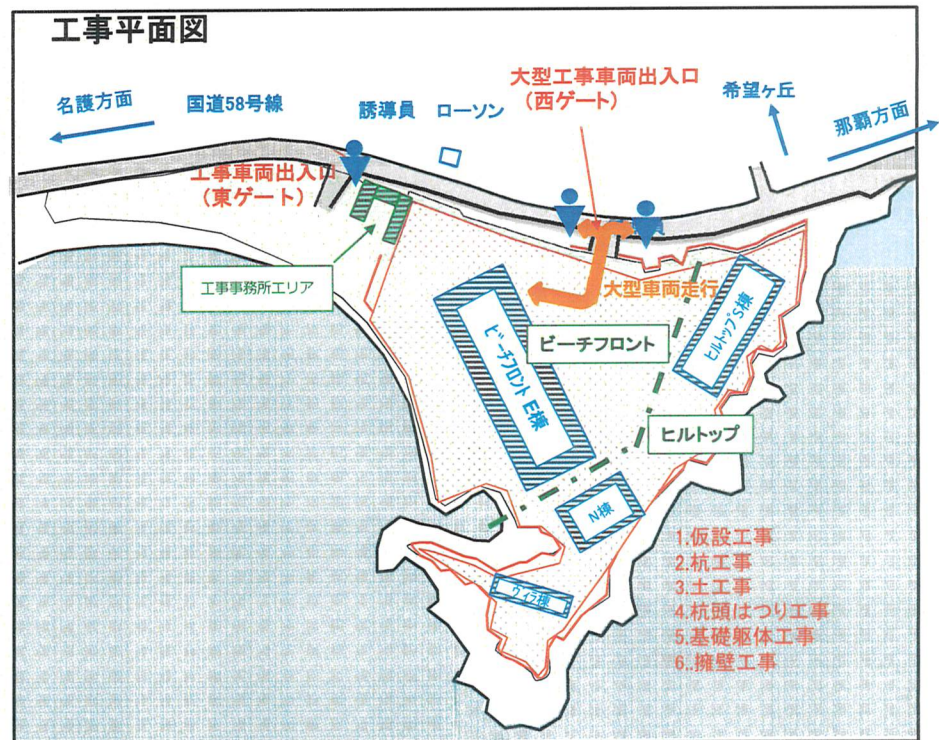 工事平面図
大型工事車両出入口
(西ゲート)
希望ヶ丘
名護方面
国道58号線
誘導員
ローソン
那覇方面
工事車両出入口
(東ゲート)
工事事務所エリア
大型車両走行
ビーチフロント
ビーチフロント E棟
ヒルトップS棟
ヒルトップ
N棟
ヴィラ棟
1.仮設工事
2.杭工事
3.土工事
4.杭頭はつり工事
5.基礎躯体工事
6..擁壁工事